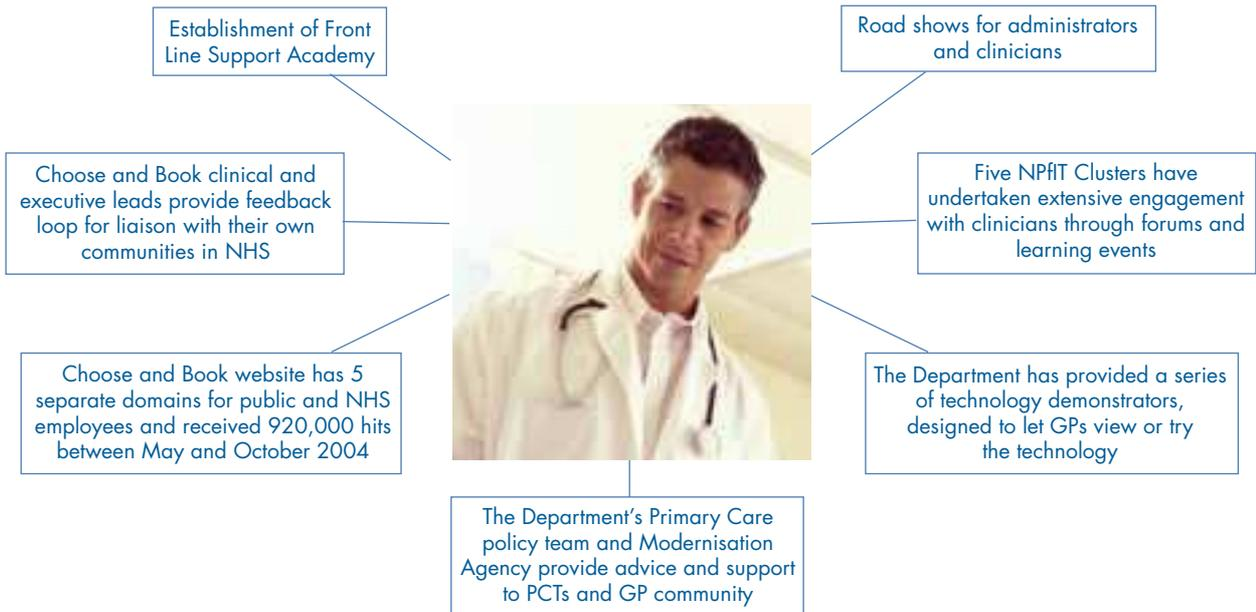 Establishment of Front
Line Support Academy
Road shows for administrators
and clinicians
Choose and Book clinical and
executive leads provide feedback
loop for liaison with their own
communities in NHS
Five NPfIT Clusters have
undertaken extensive engagement
with clinicians through forums and
learning events
Choose and Book website has 5
separate domains for public and NHS
employees and received 920,000 hits
between May and October 2004
The Department has provided a series
of technology demonstrators,
designed to let GPs view or try
the technology
The Department's Primary Care
policy team and Modernisation
Agency provide advice and support
to PCTs and GP community